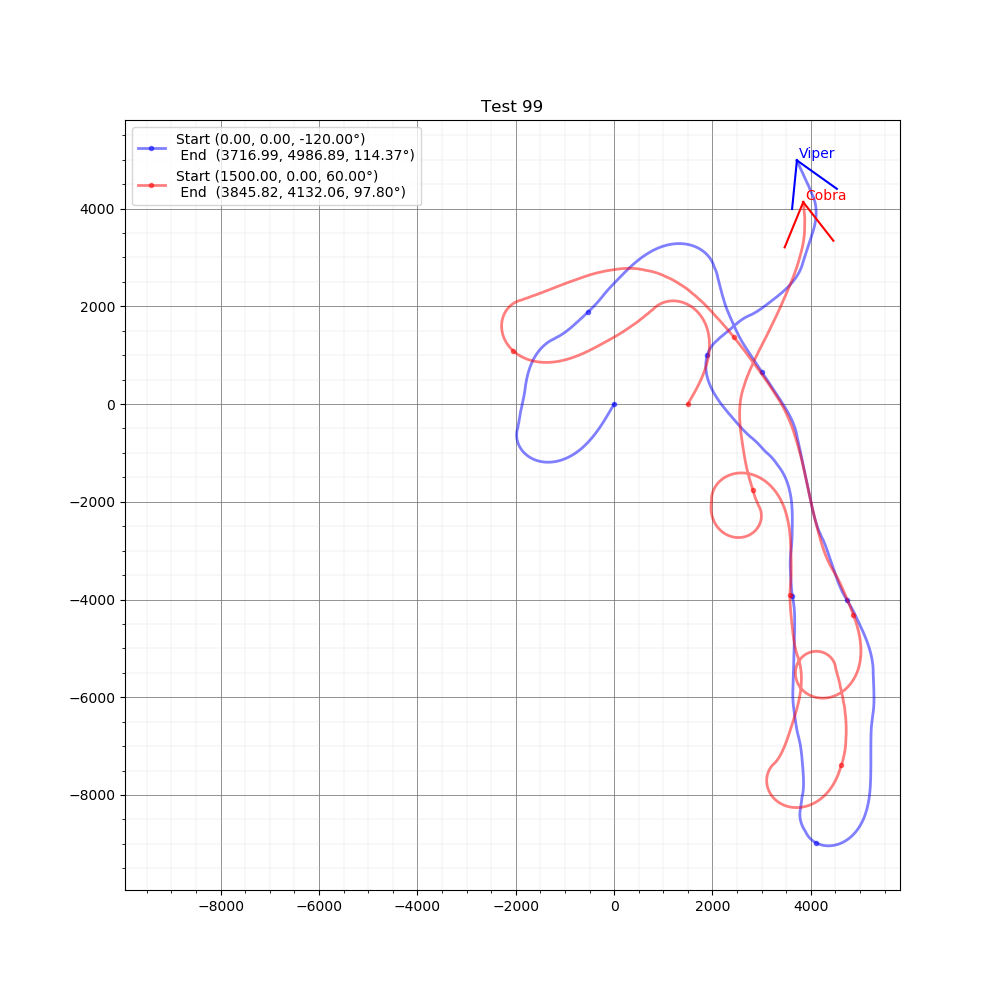 Test 99
Start (0.00, 0.00, -120.00°)
End  (3716.99, 4986.89, 114.37°)
Start (1500.00, 0.00, 60.00°)
End  (3845.82, 4132.06, 97.80°)
Viper
Cobra
4000
2000
0
−2000
−4000
−6000
−8000
−8000 −6000 −4000 −2000 0 2000 4000